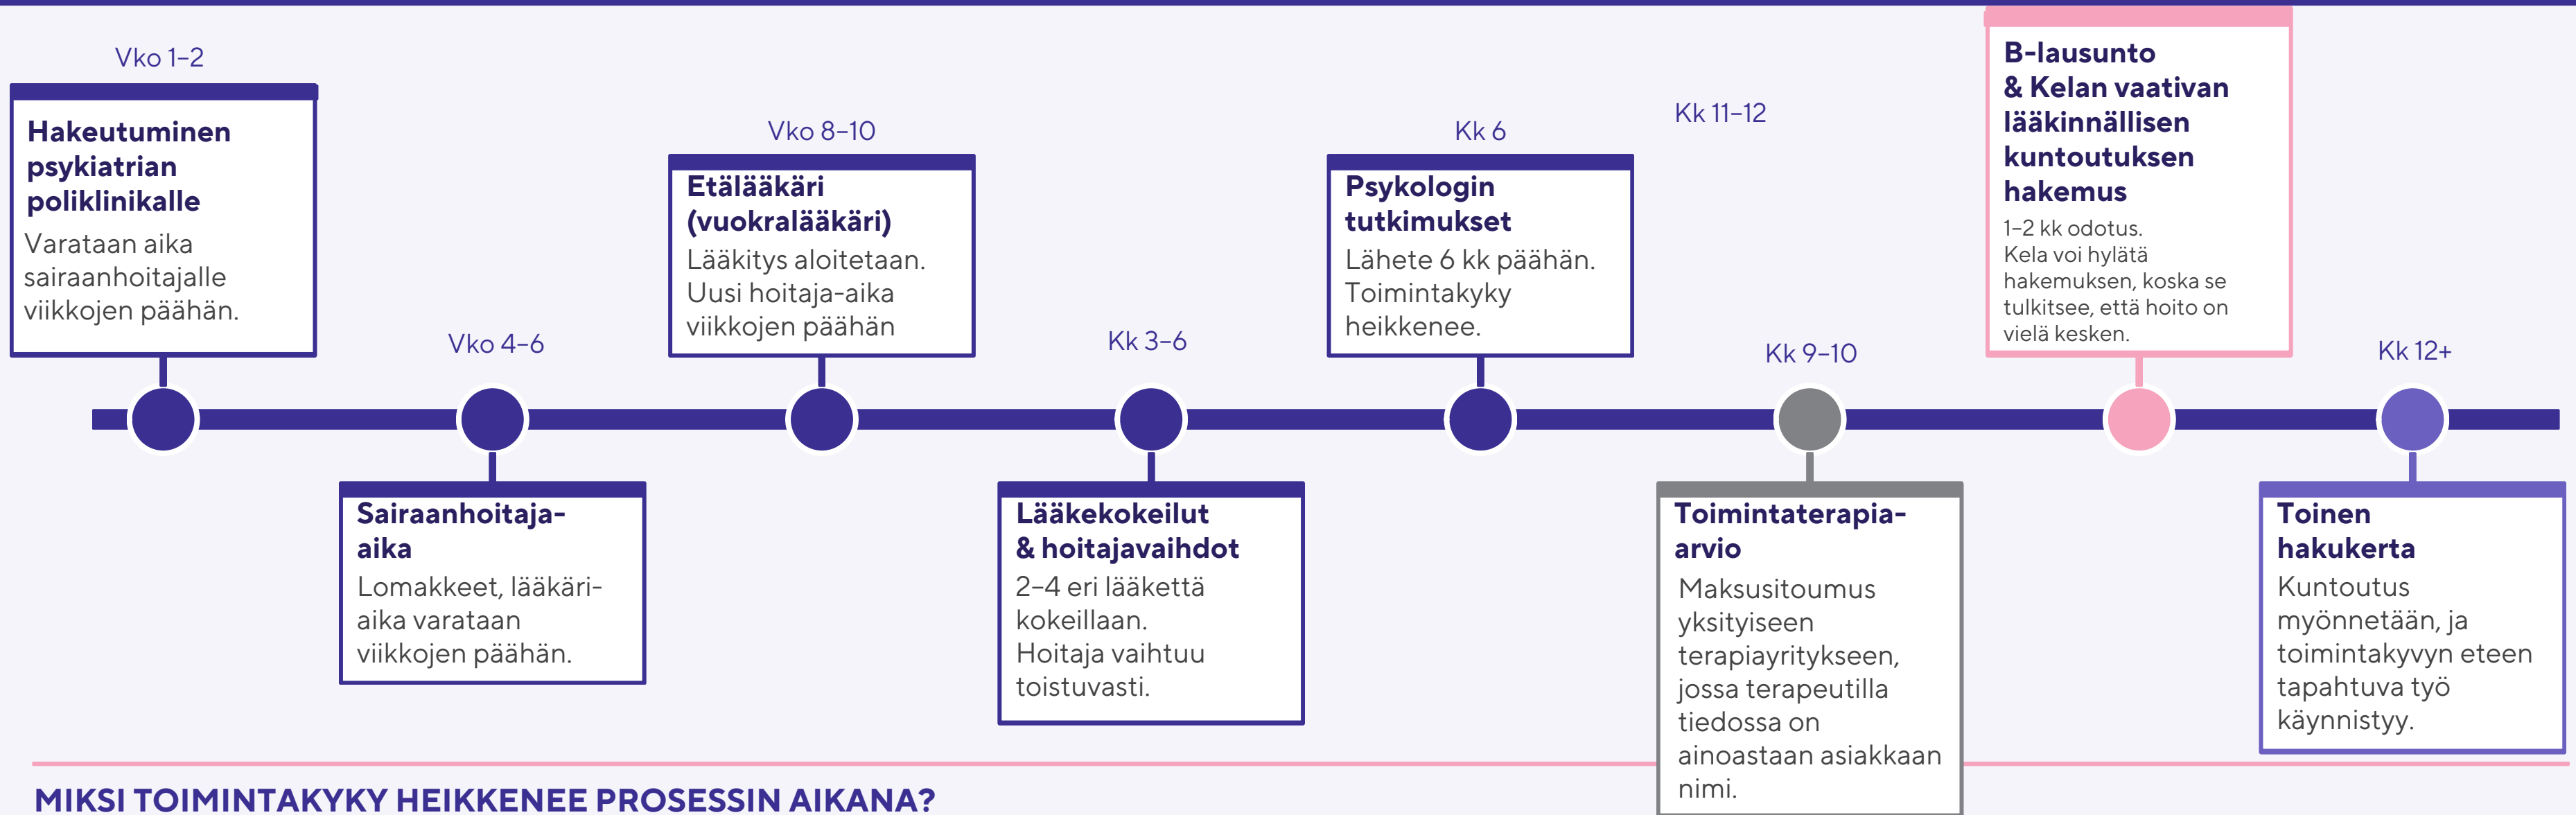 Vko 1–2
Hakeutuminen
psykiatrian
poliklinikalle
Varataan aika
sairaanhoitajalle
viikkojen päähän.
Vko 4–6
Sairaanhoitaja-
aika
Lomakkeet, lääkäri-
aika varataan
viikkojen päähän.
Vko 8–10
Etälääkäri
(vuokralääkäri)
Lääkitys aloitetaan.
Uusi hoitaja-aika
viikkojen päähän
Kk 3–6
Lääkekokeilut
& hoitajavaihdot
2–4 eri lääkettä
kokeillaan.
Hoitaja vaihtuu
toistuvasti.
Kk 6
Psykologin
tutkimukset
Lähete 6 kk päähän.
Toimintakyky
heikkenee.
Kk 9–10
Toimintaterapia-
arvio
Maksusitoumus
yksityiseen
terapiayritykseen,
jossa terapeutilla
tiedossa on
ainoastaan asiakkaan
nimi.
Kk 11–12
B-lausunto
& Kelan vaativan
lääkinnällisen
kuntoutuksen
hakemus
1–2 kk odotus.
Kela voi hylätä
hakemuksen, koska se
tulkitsee, että hoito on
vielä kesken.
Kk 12+
Toinen
hakukerta
Kuntoutus
myönnetään, ja
toimintakyvyn eteen
tapahtuva työ
käynnistyy.
MIKSI TOIMINTAKYKY HEIKKENEE PROSESSIN AIKANA?